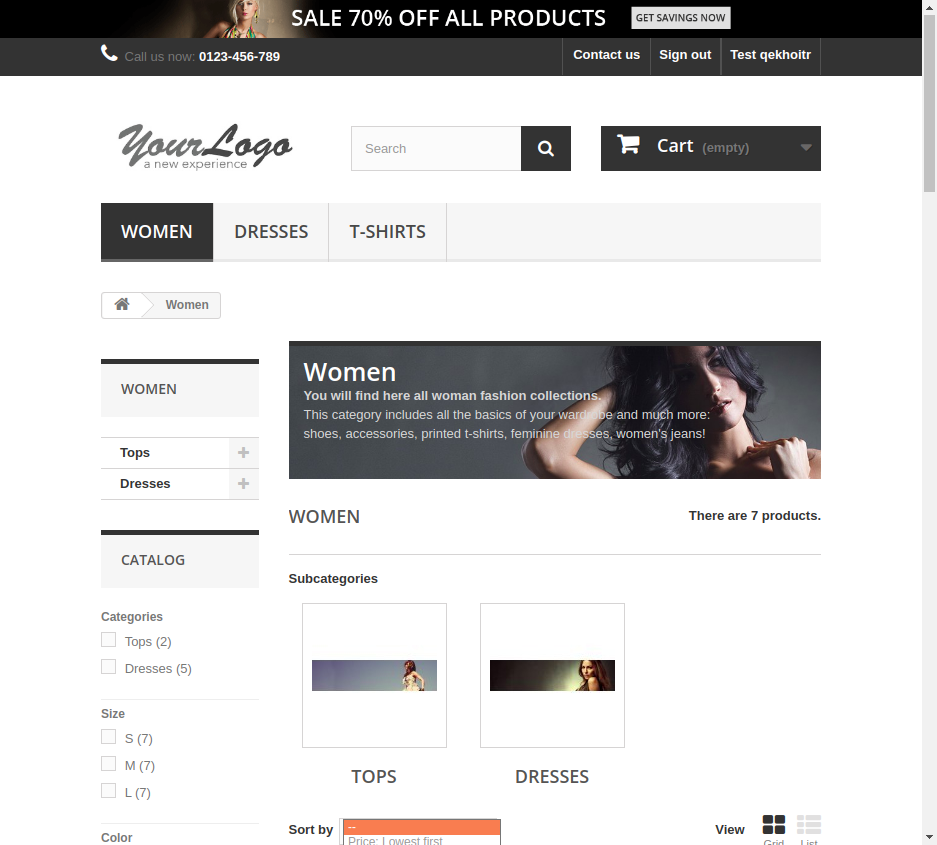 SALE 70% OFF ALL PRODUCTS GET SAVINGS NOW
Call us now: 0123-456-789 Contact us Sign out Test qekhoitr
YourLogo
a new experience
Search
Cart (empty)
WOMEN DRESSES T-SHIRTS
Women
WOMEN
Tops
Dresses
CATALOG
Categories
Tops (2)
Dresses (5)
Size
S (7)
M (7)
L (7)
Color
Women
You will find here all woman fashion collections.
This category includes all the basics of your wardrobe and much more:
shoes, accessories, printed t-shirts, feminine dresses, women's jeans!
WOMEN There are 7 products.
Subcategories
TOPS DRESSES
Sort by -- View
Price: Lowest first Grid List